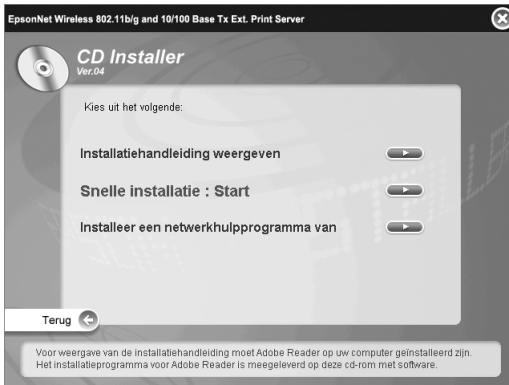 EpsonNet Wireless 802.11b/g and 10/100 Base Tx Ext. Print Server
CD Installer
Ver.04
Kies uit het volgende:
Installatiehandleiding weergeven
Snelle installatie : Start
Installeer een netwerkhulpprogramma van
Terug
Voor weergave van de installatiehandleiding moet Adobe Reader op uw computer geïnstalleerd zijn.
Het installatieprogramma voor Adobe Reader is meegeleverd op deze cd-rom met software.